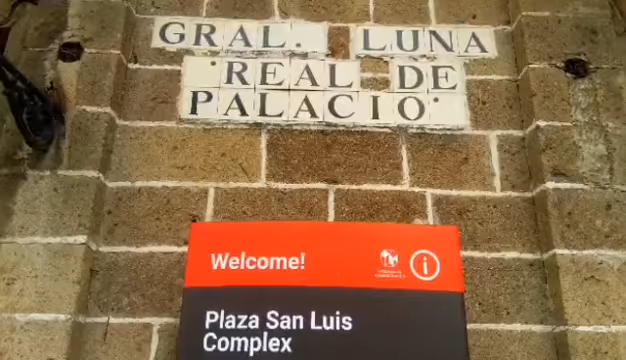 GRAL. LUNA
REAL DE
PALACIO
Welcome!
i
Plaza San Luis
Complex